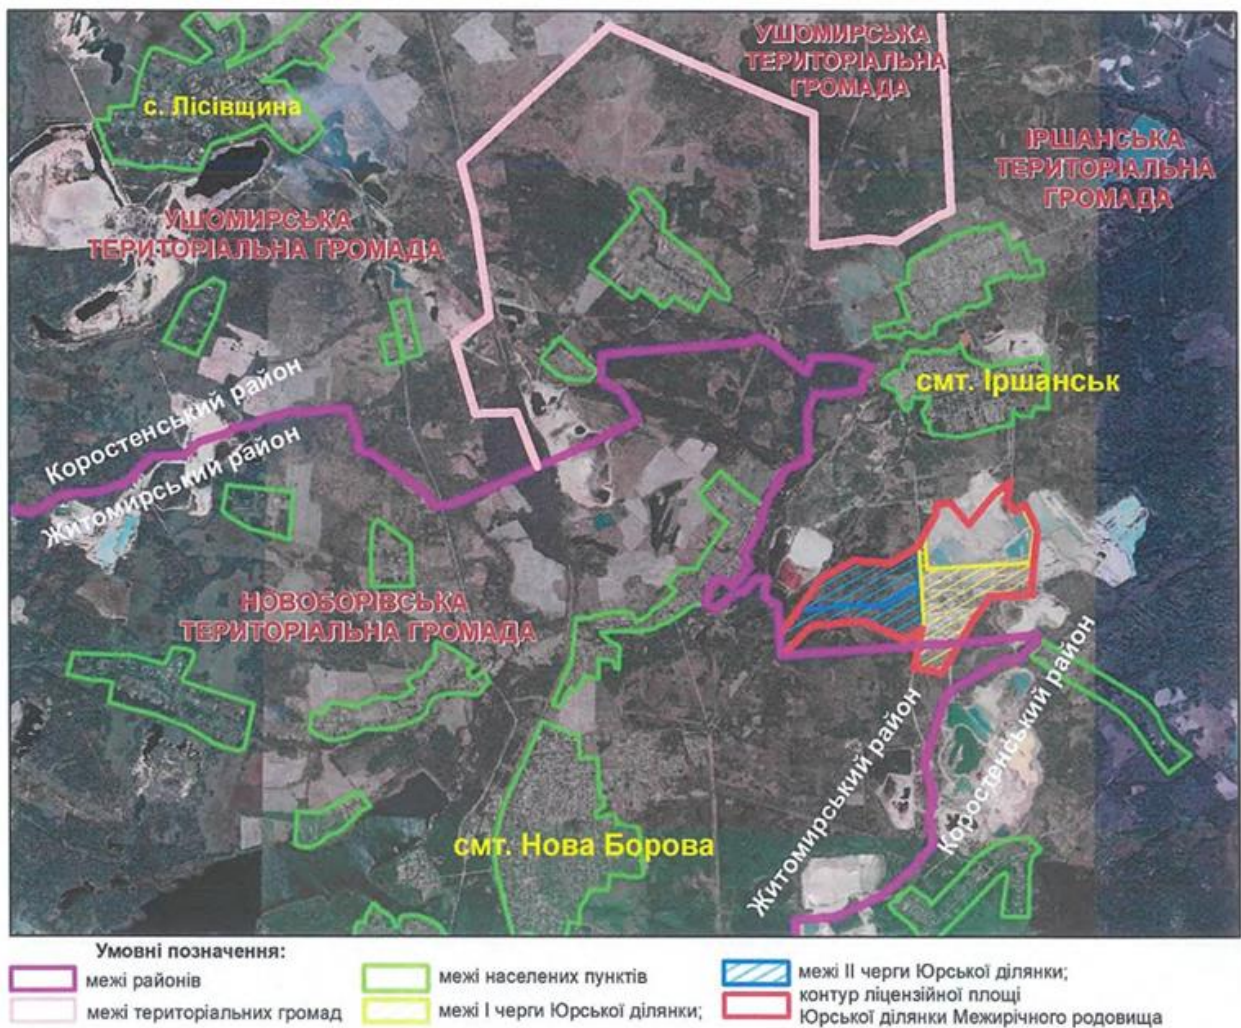 УШОМИРСЬКА
ТЕРИТОРІАЛЬНА
ГРОМАДА
с. Лісівщина
ІРШАНСЬКА
ТЕРИТОРІАЛЬНА
ГРОМАДА
УШОМИРСЬКА
ТЕРИТОРІАЛЬНА ГРОМАДА
смт. Іршанськ
Коростенський район
Житомирський район
НОВОБОРІВСЬКА
ТЕРИТОРІАЛЬНА ГРОМАДА
Житомирський район
Коростенський район
смт. Нова Борова
Умовні позначення:
межі районів
межі територіальних громад
межі населених пунктів
межі І черги Юрської ділянки;
межі ІІ черги Юрської ділянки;
контур ліцензійної площі
Юрської ділянки Межирічного родовища